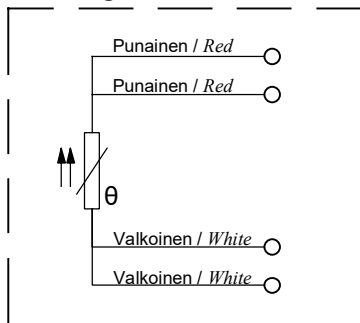 Punainen / Red
Punainen / Red
θ
Valkoinen / White
Valkoinen / White